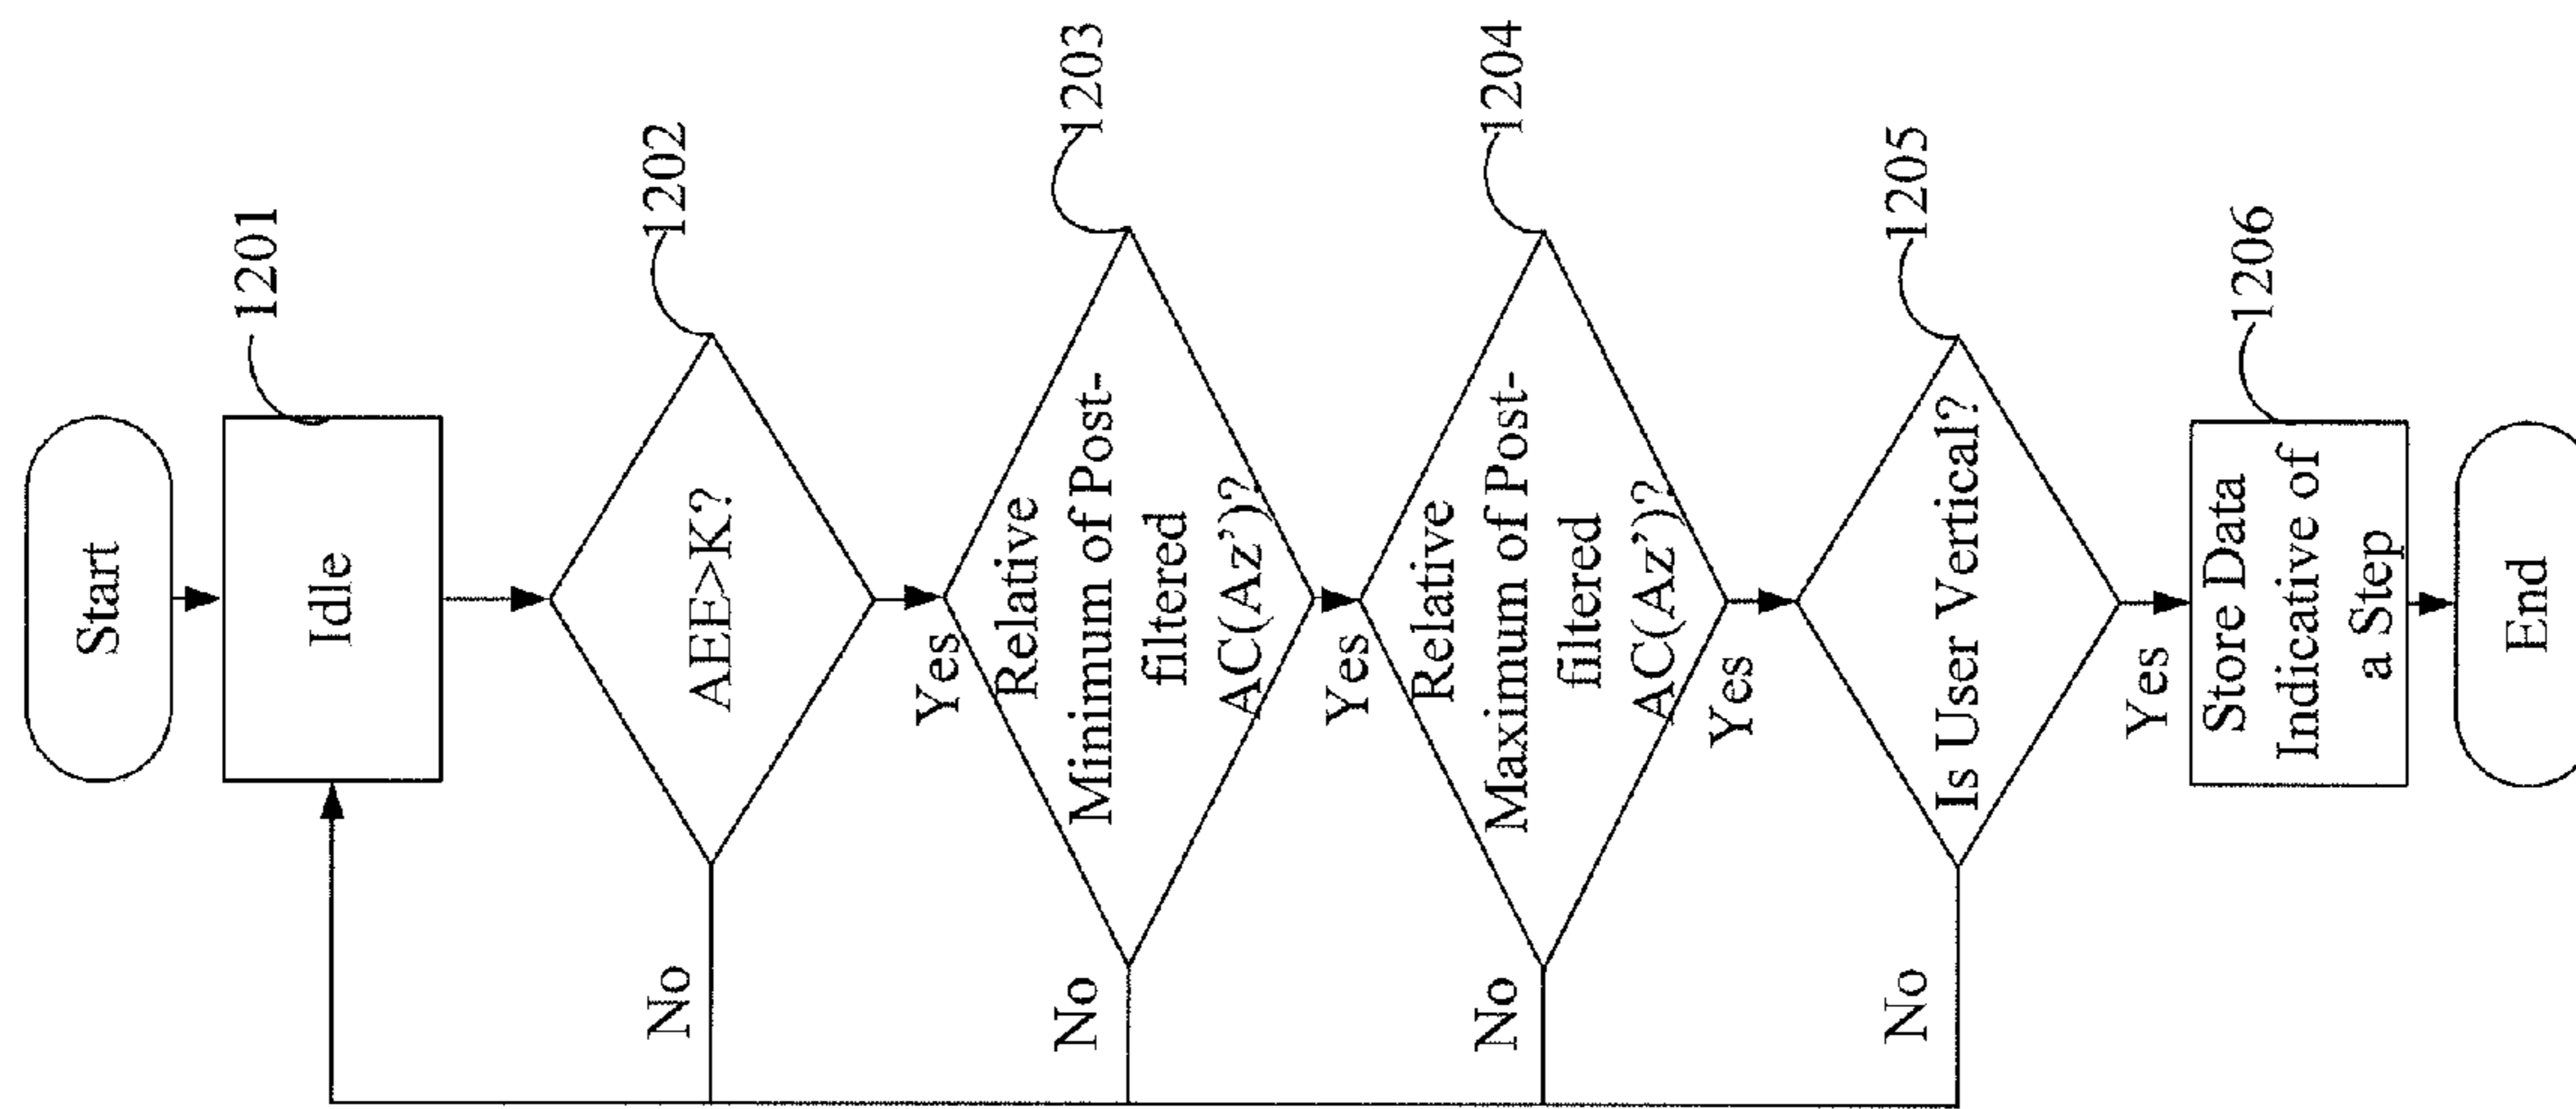 Start
1201
Idle
1202
AEE>K?
No
Yes
1203
Relative
Minimum of Post-
filtered
AC(Az')?
No
Yes
1204
Relative
Maximum of Post-
filtered
AC(Az')?
No
Yes
1205
Is User Vertical?
No
Yes
1206
Store Data
Indicative of
a Step
End